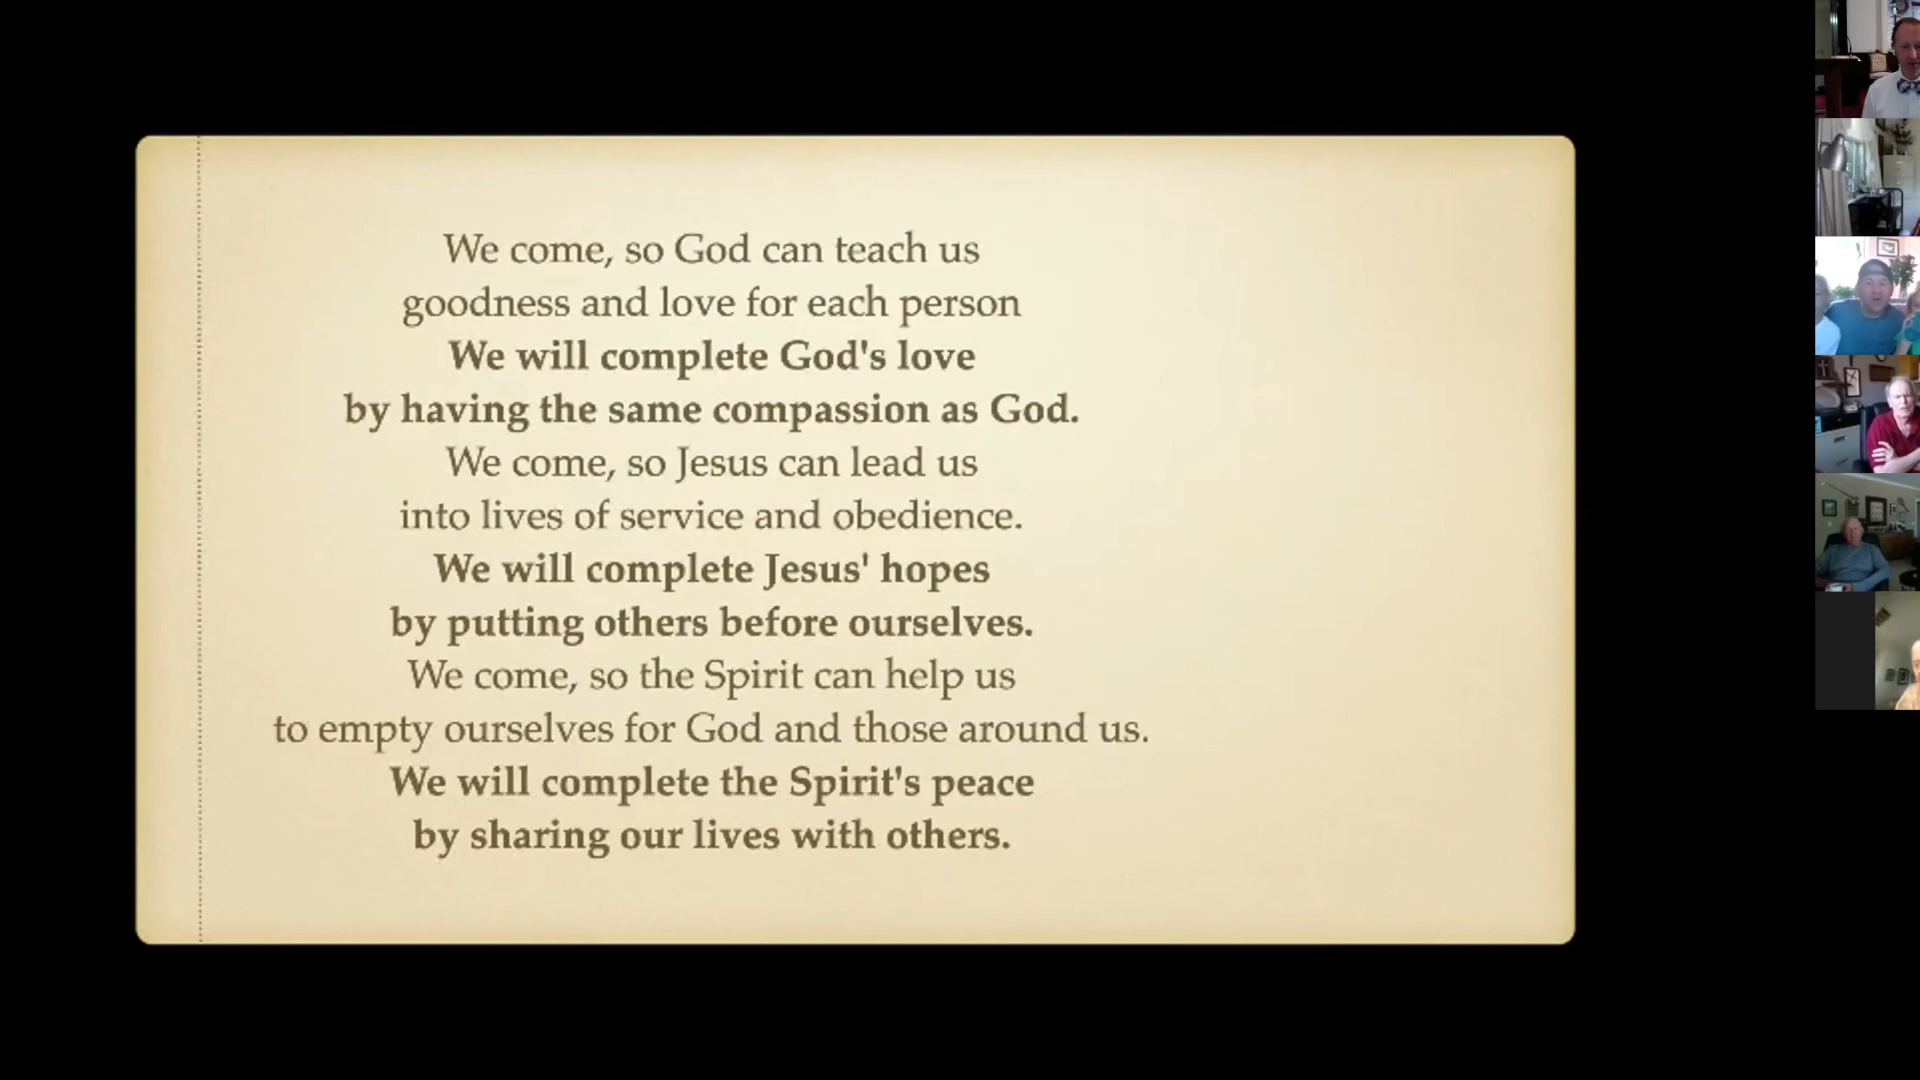 We come, so God can teach us
goodness and love for each person
We will complete God's love
by having the same compassion as God.
We come, so Jesus can lead us
into lives of service and obedience.
We will complete Jesus' hopes
by putting others before ourselves.
We come, so the Spirit can help us
to empty ourselves for God and those around us.
We will complete the Spirit's peace
by sharing our lives with others.